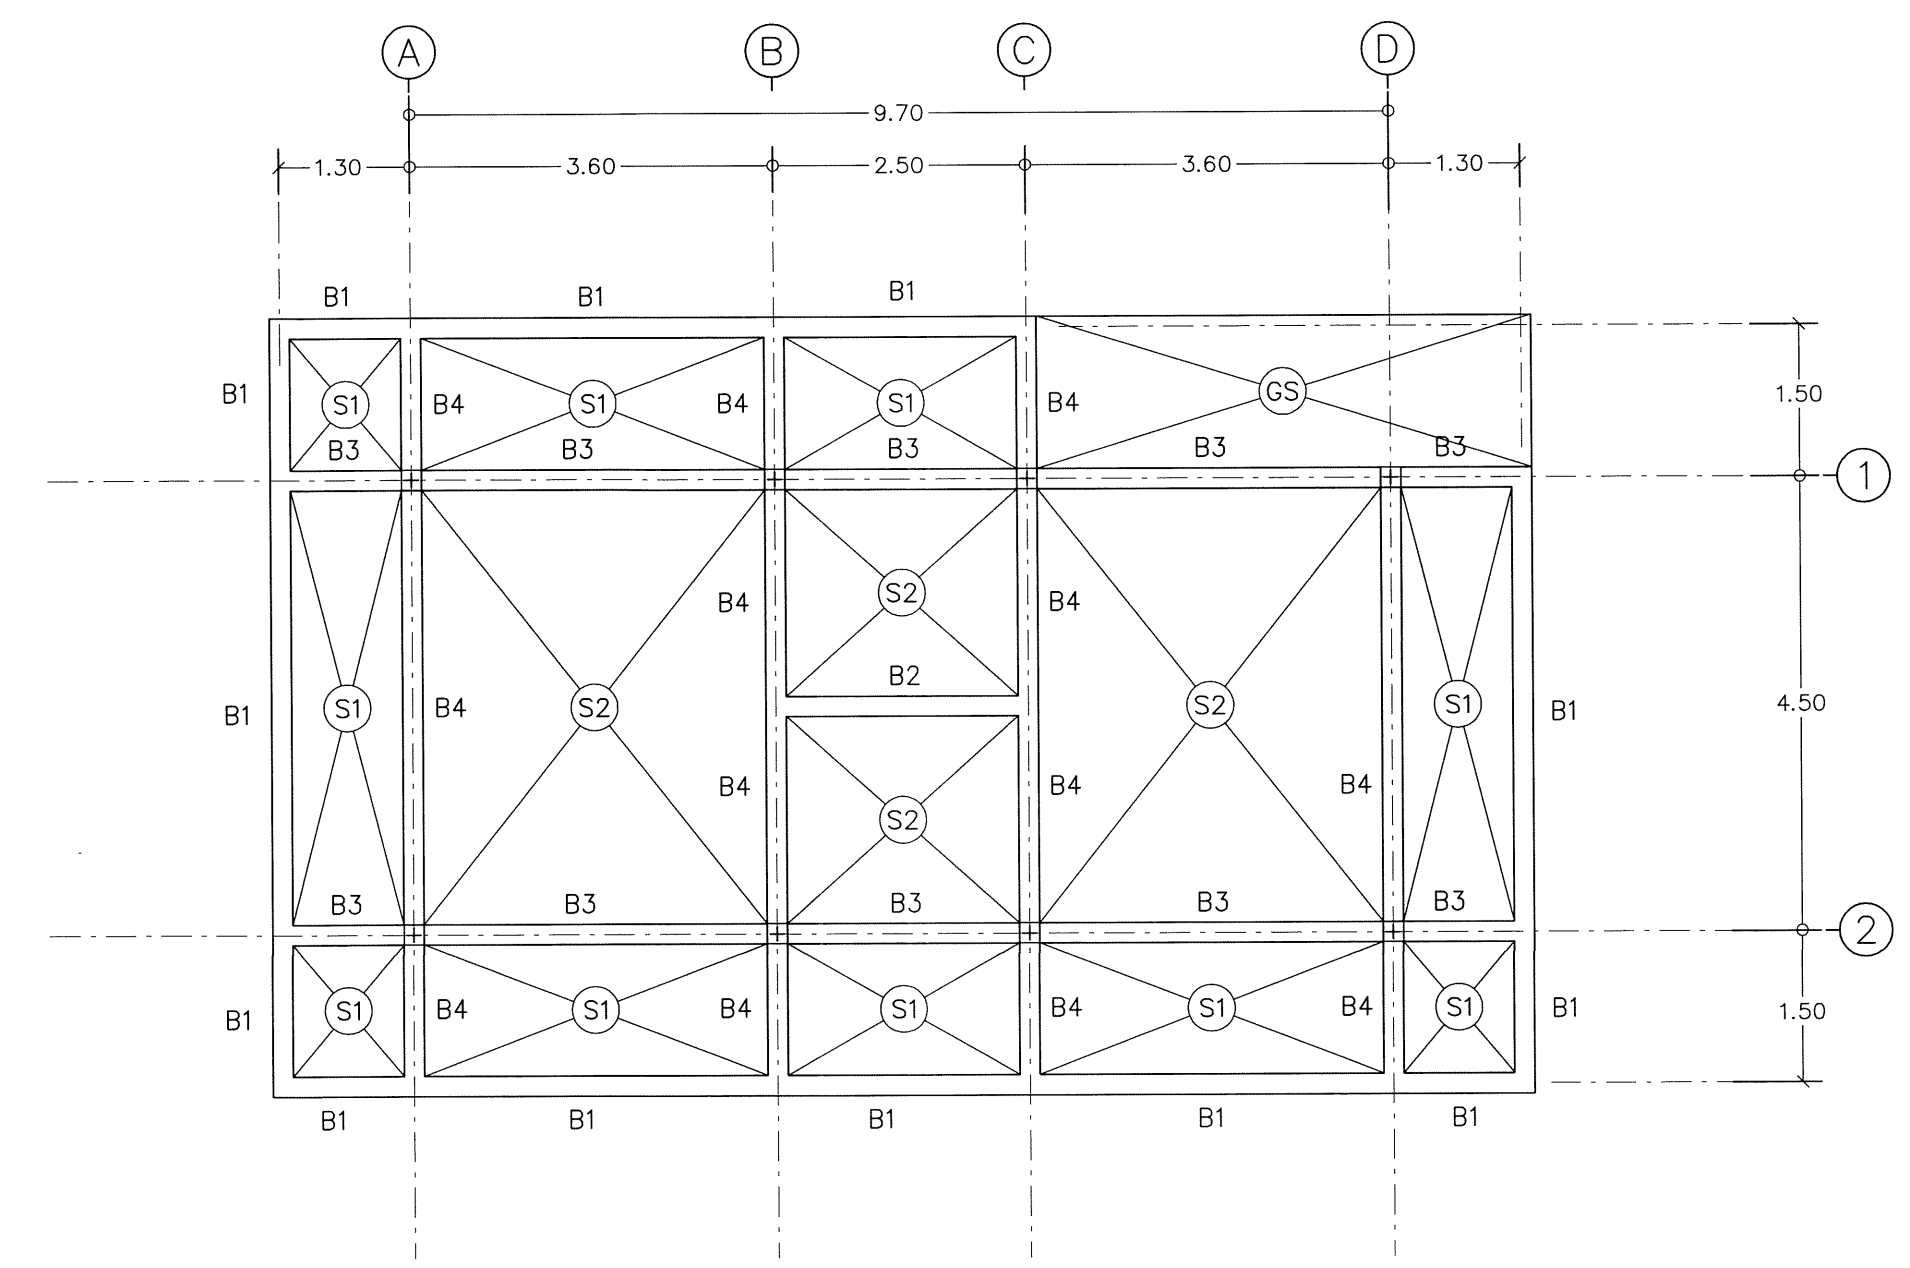 A B C D
9.70
1.30 3.60 2.50 3.60 1.30
B1 B1 B1
B1 S1 B4 S1 B4 S1 B4 GS 1.50
B3 B3 B3 B3 B3
1
S2 B4 B4
B2
B1 S1 B4 S2 S2 S1 B1 4.50
B4 B4 B4
S2
B3 B3 B3 B3 B3
2
B1 S1 B4 S1 B4 S1 B4 S1 B4 S1 B1 1.50
B1 B1 B1 B1 B1